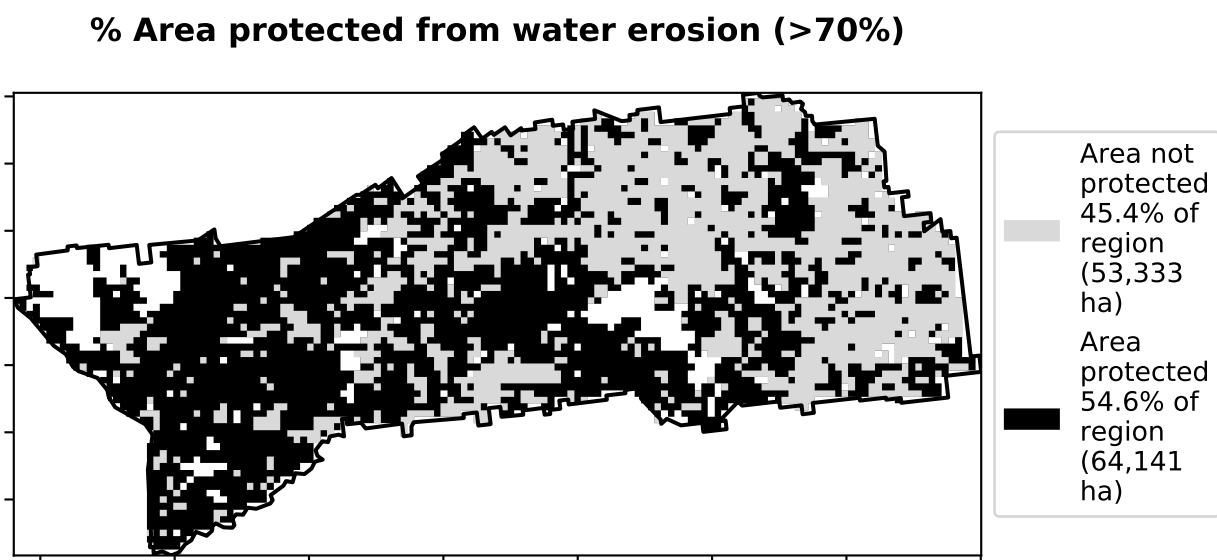 % Area protected from water erosion (>70%)
Area not
protected
45.4% of
region
(53,333
ha)
Area
protected
54.6% of
region
(64,141
ha)